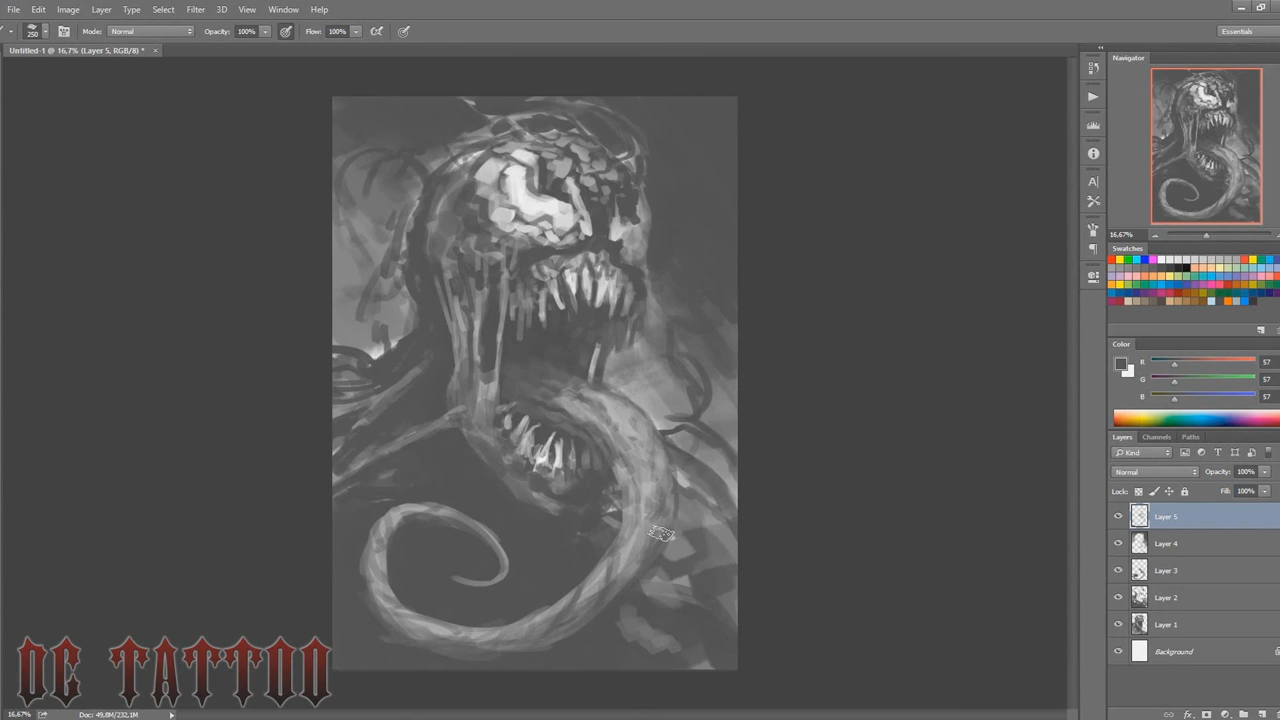 File Edit Image Layer Type Select Filter 3D View Window Help
250 Mode: Normal Opacity: 100% Flow: 100% Essentials
Untitled-1 @ 16,7% (Layer 5, RGB/8) * ×
Navigator
16,67%
Swatches
Color
R 57
G 57
B 57
Layers Channels Paths
Kind
Normal Opacity: 100%
Lock: Fill: 100%
Layer 5
Layer 4
Layer 3
Layer 2
Layer 1
Background
DC TATTOO
16,67% Doc: 49,8M/232,1M